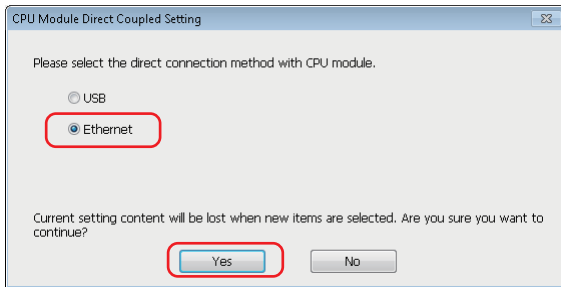 CPU Module Direct Coupled Setting
Please select the direct connection method with CPU module.
USB
Ethernet
Current setting content will be lost when new items are selected. Are you sure you want to
continue?
Yes No